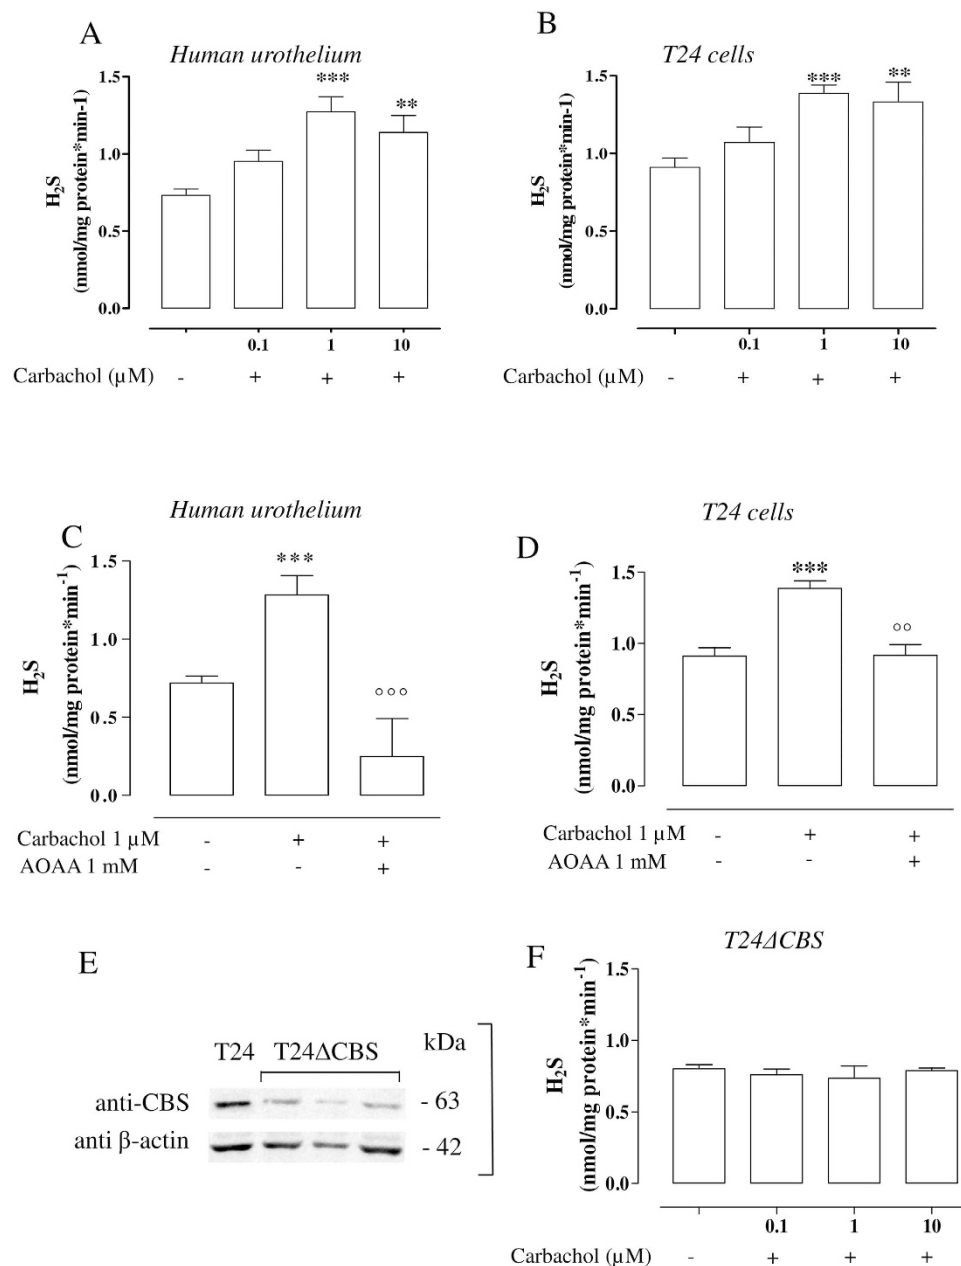 A
Human urothelium
H₂S
(nmol/mg protein*min-1)
1.5
1.0
0.5
0.0
***
**
0.1 1 10
Carbachol (µM) - + + +
B
T24 cells
H₂S
(nmol/mg protein*min-1)
1.5
1.0
0.5
0.0
***
**
0.1 1 10
Carbachol (µM) - + + +
C
Human urothelium
H₂S
(nmol/mg protein*min⁻¹)
1.5
1.0
0.5
0.0
***
°°°
Carbachol 1 µM - + +
AOAA 1 mM - - +
D
T24 cells
H₂S
(nmol/mg protein*min⁻¹)
1.5
1.0
0.5
0.0
***
°°
Carbachol 1 µM - + +
AOAA 1 mM - - +
E
T24 T24ΔCBS kDa
anti-CBS - 63
anti β-actin - 42
F
T24ΔCBS
H₂S
(nmol/mg protein*min⁻¹)
1.5
1.0
0.5
0.0
0.1 1 10
Carbachol (µM) - + + +